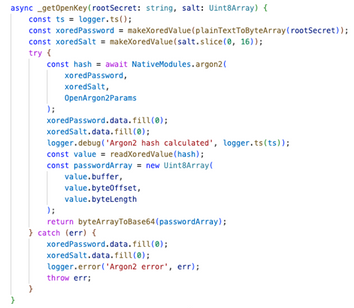 async _getOpenKey(rootSecret: string, salt: Uint8Array) {
    const ts = logger.ts();
    const xoredPassword = makeXoredValue(plainTextToByteArray(rootSecret));
    const xoredSalt = makeXoredValue(salt.slice(0, 16));
    try {
        const hash = await NativeModules.argon2(
            xoredPassword,
            xoredSalt,
            OpenArgon2Params
        );
        xoredPassword.data.fill(0);
        xoredSalt.data.fill(0);
        logger.debug('Argon2 hash calculated', logger.ts(ts));
        const value = readXoredValue(hash);
        const passwordArray = new Uint8Array(
            value.buffer,
            value.byteOffset,
            value.byteLength
        );
        return byteArrayToBase64(passwordArray);
    } catch (err) {
        xoredPassword.data.fill(0);
        xoredSalt.data.fill(0);
        logger.error('Argon2 error', err);
        throw err;
    }
}